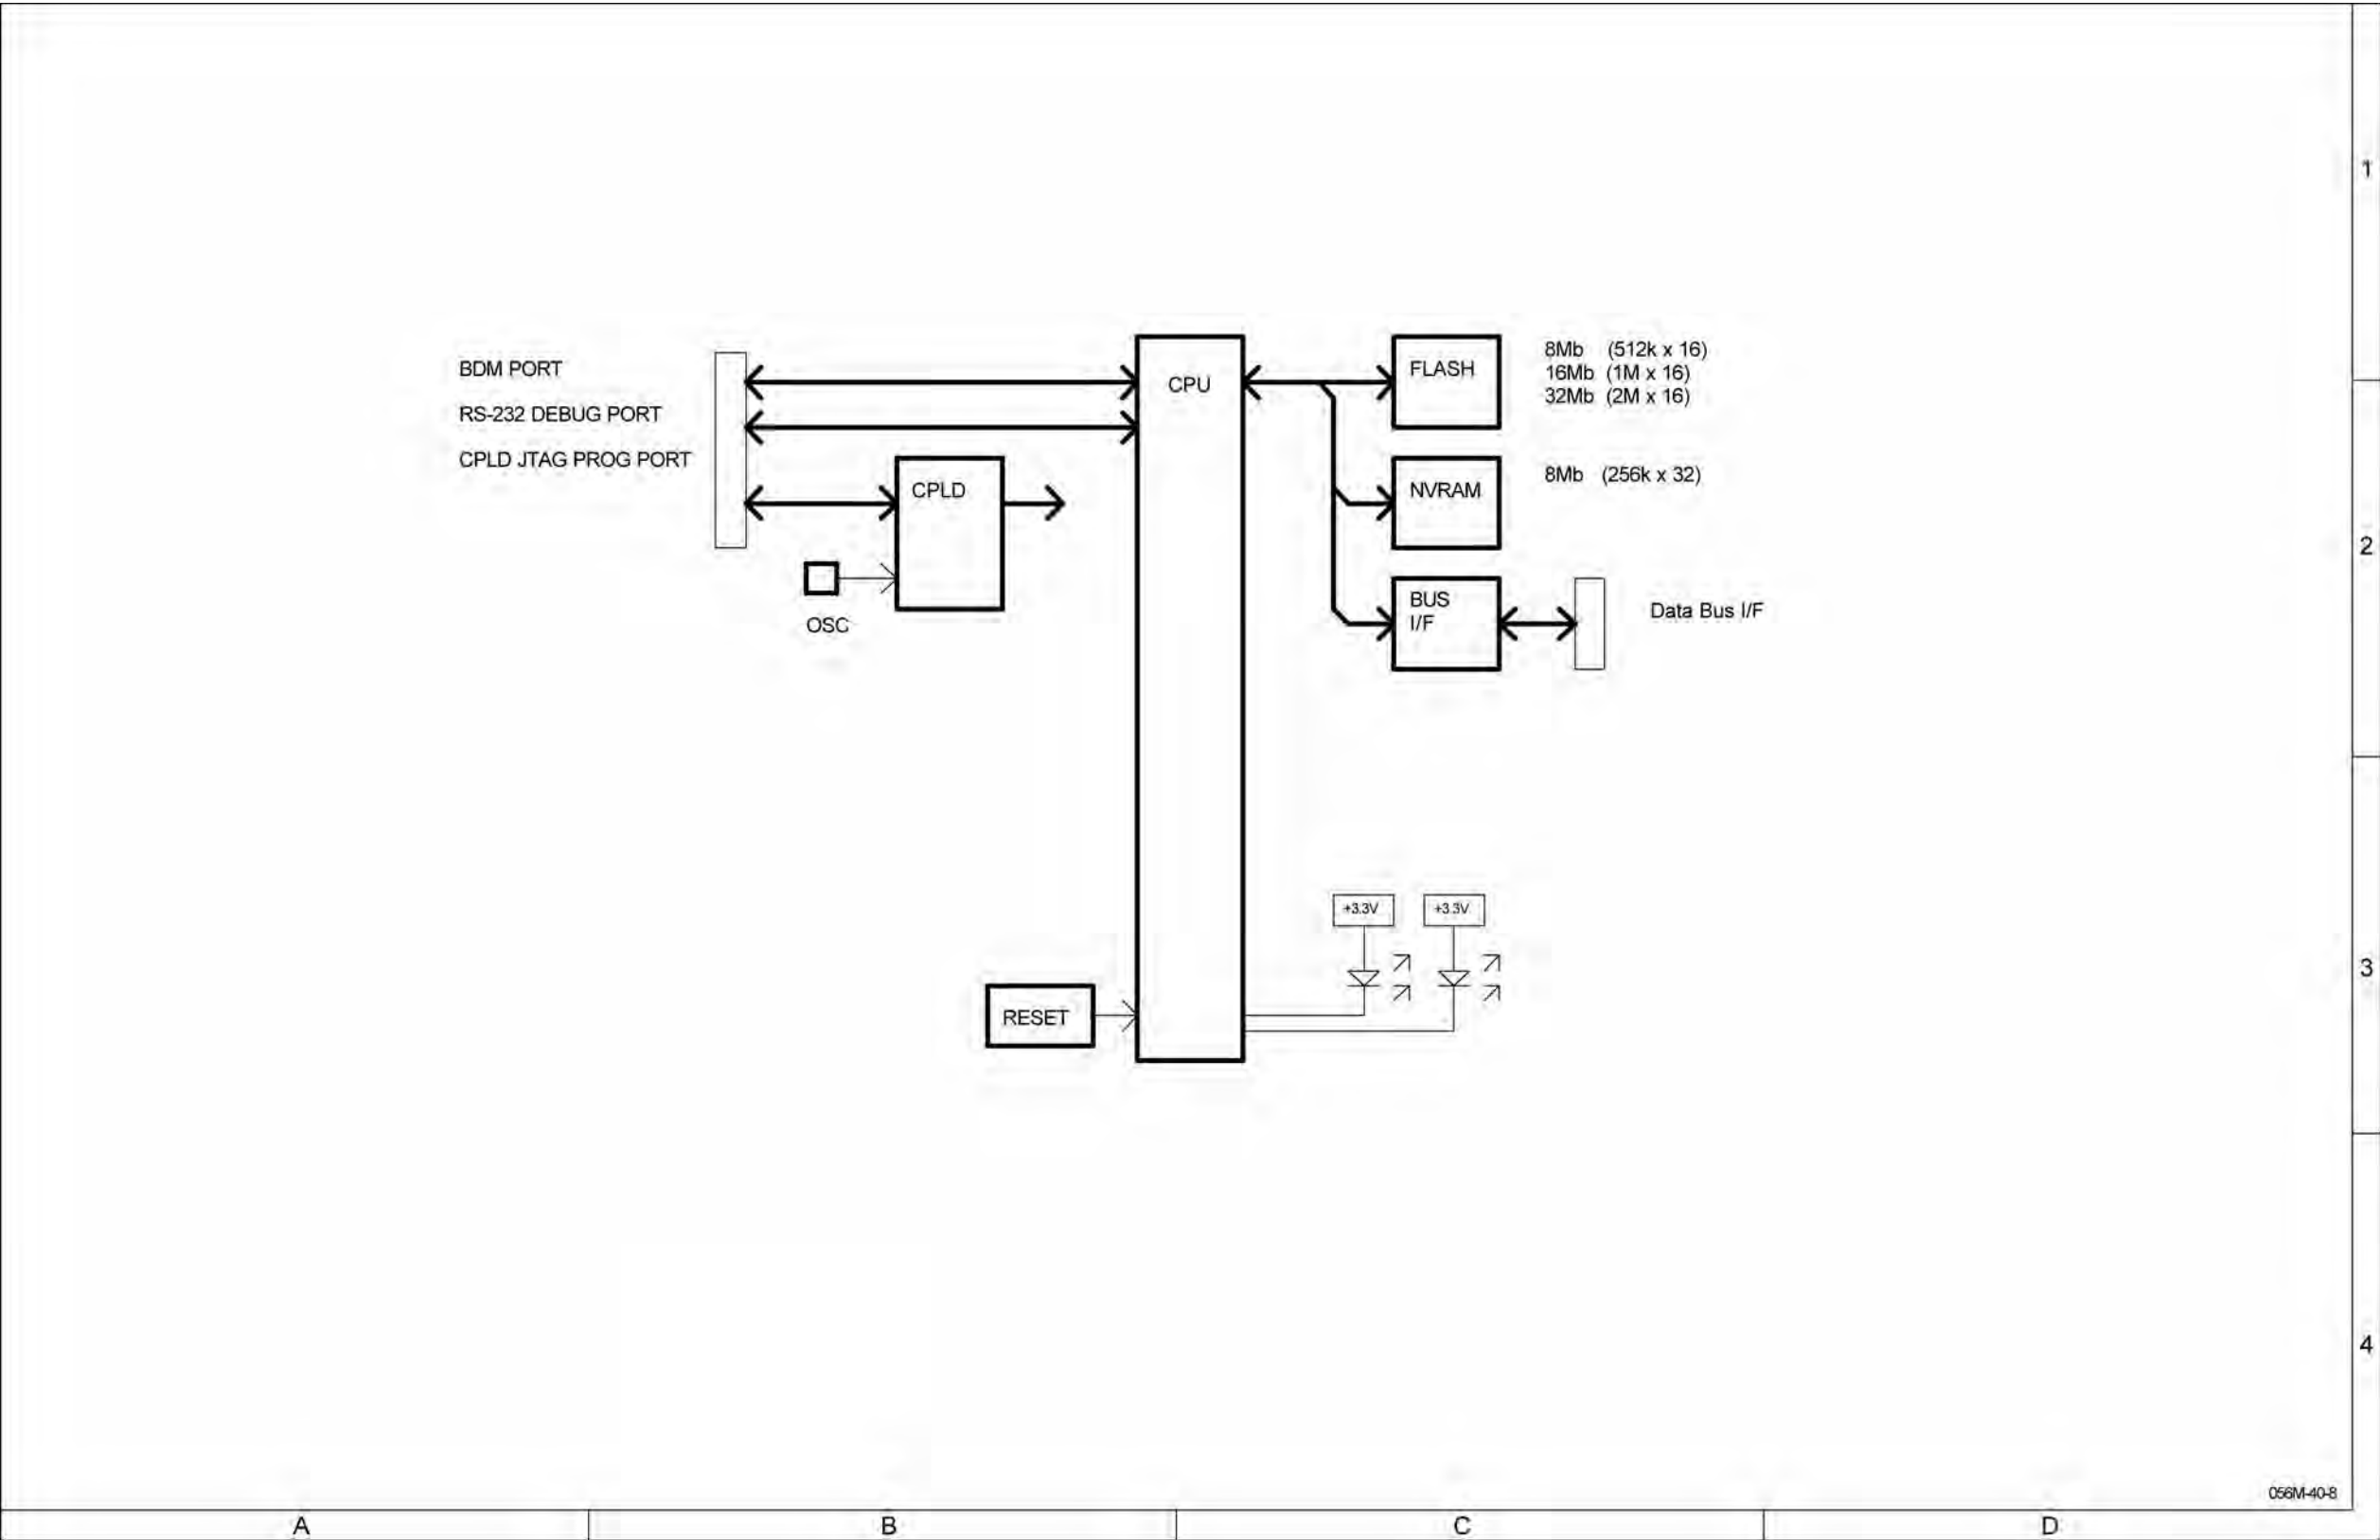 1
BDM PORT
RS-232 DEBUG PORT
CPLD JTAG PROG PORT
CPLD
OSC
CPU
FLASH
8Mb (512k x 16)
16Mb (1M x 16)
32Mb (2M x 16)
NVRAM
8Mb (256k x 32)
2
BUS
I/F
Data Bus I/F
+3.3V +3.3V
3
RESET
4
056M-40-8
A B C D